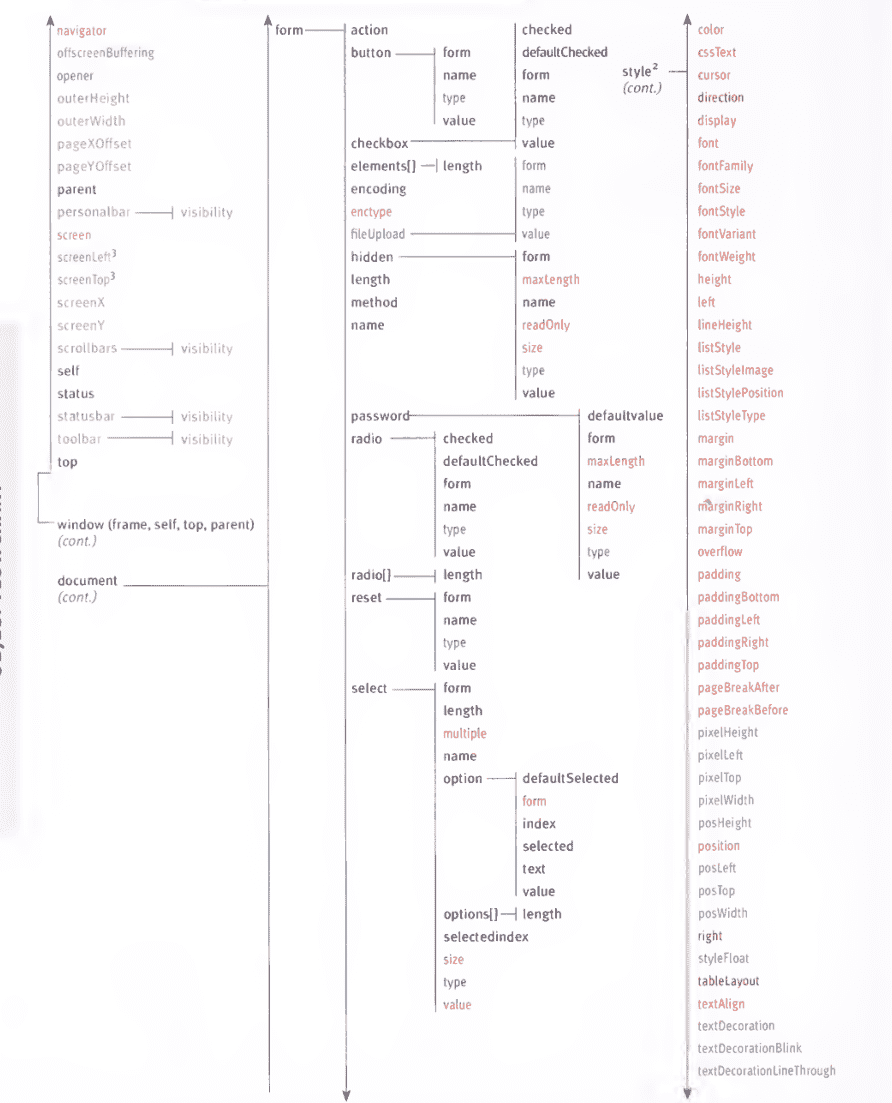 navigator
offscreenBuffering
opener
outerHeight
outerWidth
pageXOffset
pageYOffset
parent
personalbar visibility
screen
screenLeft³
screenTop³
screenX
screenY
scrollbars visibility
self
status
statusbar visibility
toolbar visibility
top
window (frame, self, top, parent)
(cont.)
document
(cont.)
form
action
button
form
name
type
value
checkbox
checked
defaultChecked
form
name
type
value
elements[] length
encoding
enctype
fileUpload
form
name
type
value
hidden
length
method
name
form
maxLength
name
readOnly
size
type
value
password
defaultvalue
form
maxLength
name
readOnly
size
type
value
radio
checked
defaultChecked
form
name
type
value
radio[] length
reset
form
name
type
value
select
form
length
multiple
name
option
defaultSelected
form
index
selected
text
value
options[] length
selectedindex
size
type
value
style²
(cont.)
color
cssText
cursor
direction
display
font
fontFamily
fontSize
fontStyle
fontVariant
fontWeight
height
left
lineHeight
listStyle
listStyleImage
listStylePosition
listStyleType
margin
marginBottom
marginLeft
marginRight
marginTop
overflow
padding
paddingBottom
paddingLeft
paddingRight
paddingTop
pageBreakAfter
pageBreakBefore
pixelHeight
pixelLeft
pixelTop
pixelWidth
posHeight
position
posLeft
posTop
posWidth
right
styleFloat
tableLayout
textAlign
textDecoration
textDecorationBlink
textDecorationLineThrough